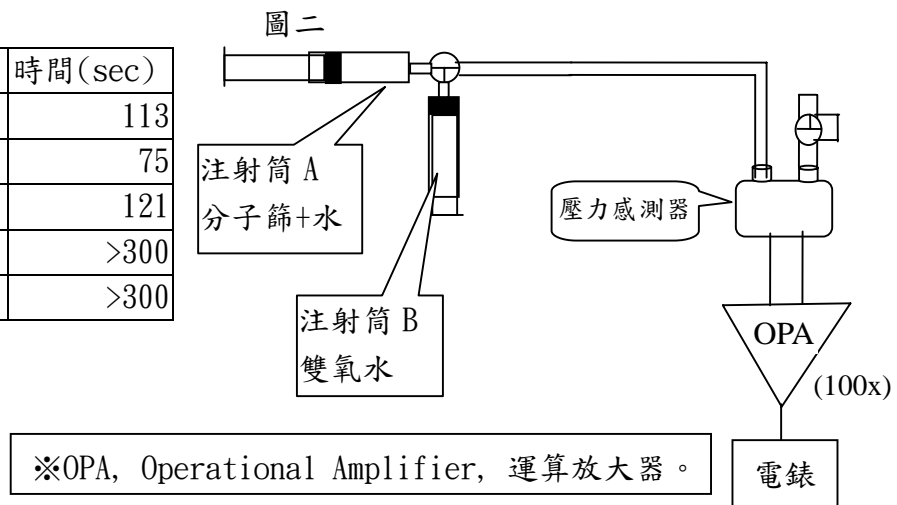 圖二
時間(sec)
113
75
121
>300
>300
注射筒 A
分子篩+水
注射筒 B
雙氧水
壓力感測器
OPA
(100x)
電錶
※OPA, Operational Amplifier, 運算放大器。